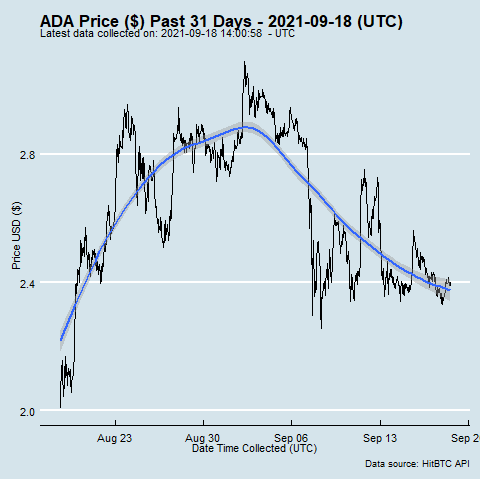 ADA Price ($) Past 31 Days - 2021-09-18 (UTC)
Latest data collected on: 2021-09-18 14:00:58 - UTC
Price USD ($)
2.8
2.4
2.0
Aug 23 Aug 30 Sep 06 Sep 13 Sep 2
Date Time Collected (UTC)
Data source: HitBTC API